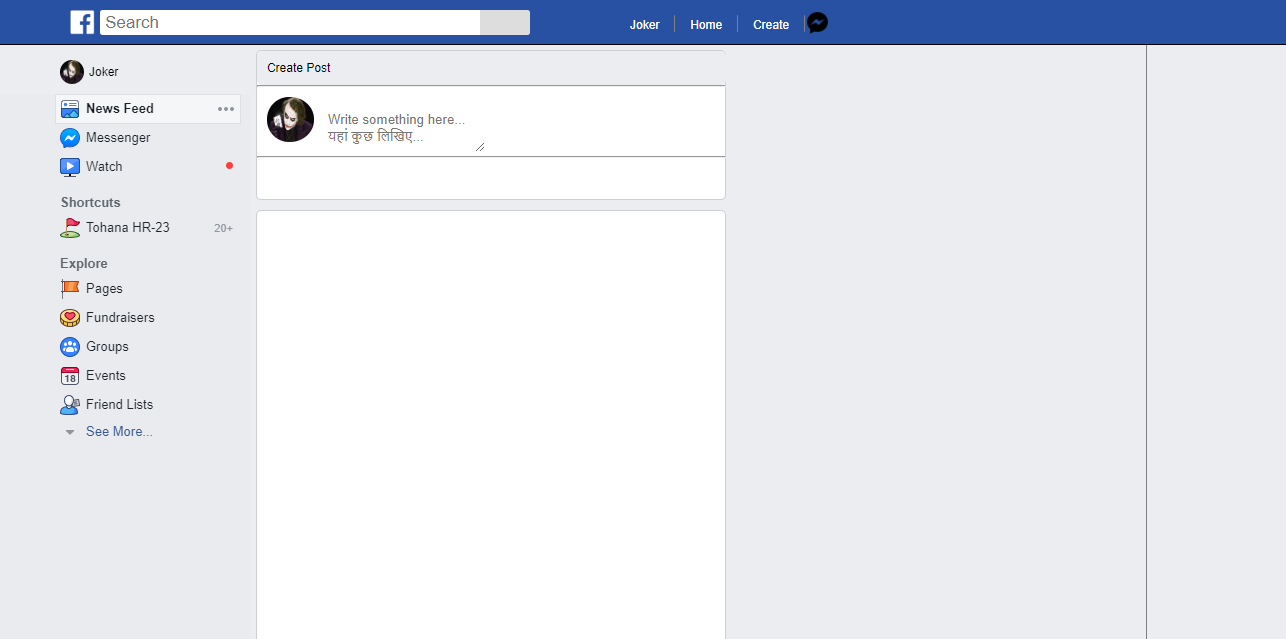 Search
Joker
Home
Create
Joker
News Feed
Messenger
Watch
Shortcuts
Tohana HR-23
20+
Explore
Pages
Fundraisers
Groups
18
Events
Friend Lists
See More...
Create Post
Write something here...
यहां कुछ लिखिए...